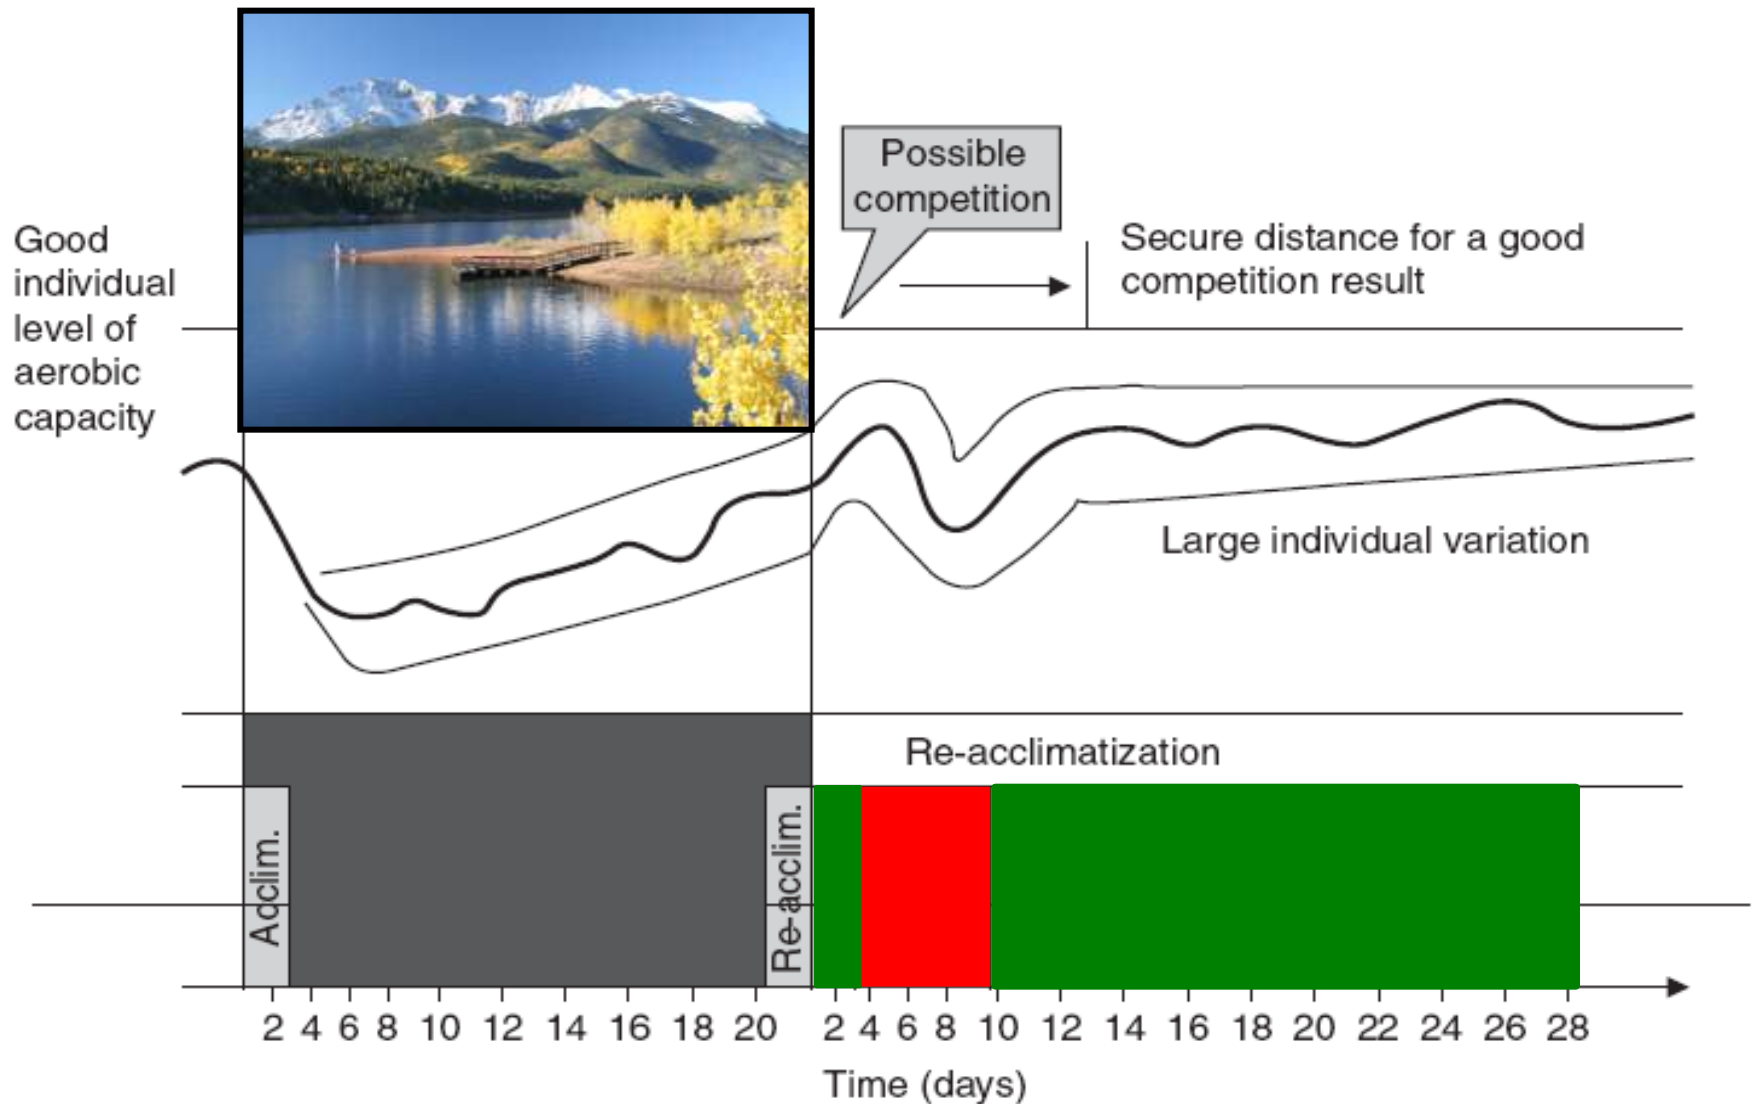 Possible
competition
Good
individual
level of
aerobic
capacity
Secure distance for a good
competition result
Large individual variation
Re-acclimatization
Acclim.
Re-acclim.
2 4 6 8 10 12 14 16 18 20 2 4 6 8 10 12 14 16 18 20 22 24 26 28
Time (days)